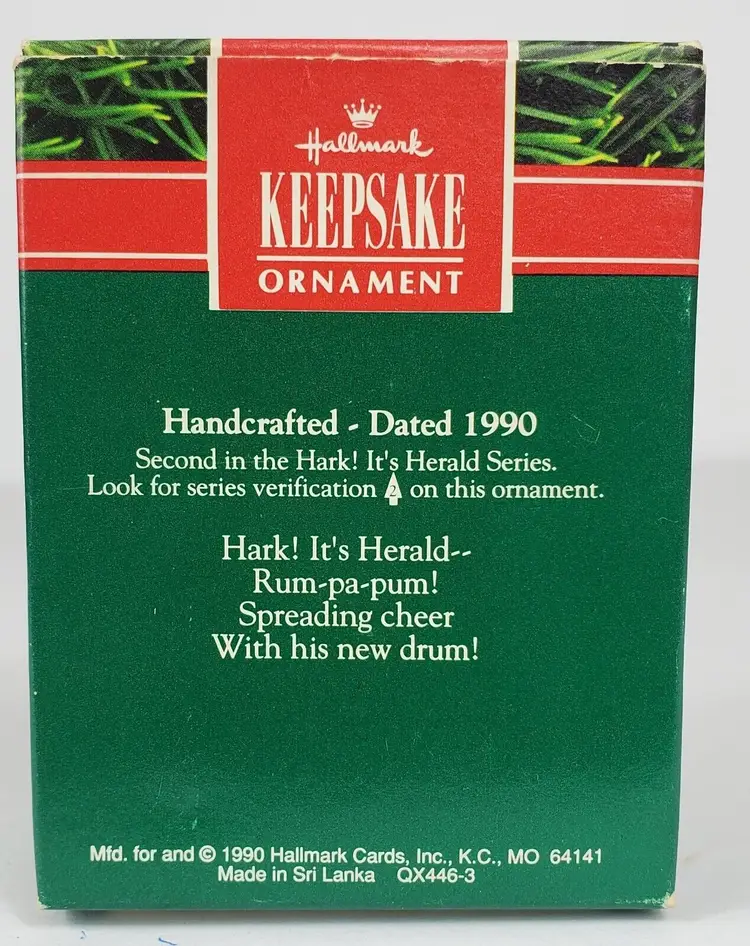 Hallmark
KEEPSAKE
ORNAMENT
Handcrafted - Dated 1990
Second in the Hark! It's Herald Series.
Look for series verification 2 on this ornament.
Hark! It's Herald--
Rum-pa-pum!
Spreading cheer
With his new drum!
Mfd. for and © 1990 Hallmark Cards, Inc., K.C., MO 64141
Made in Sri Lanka QX446-3